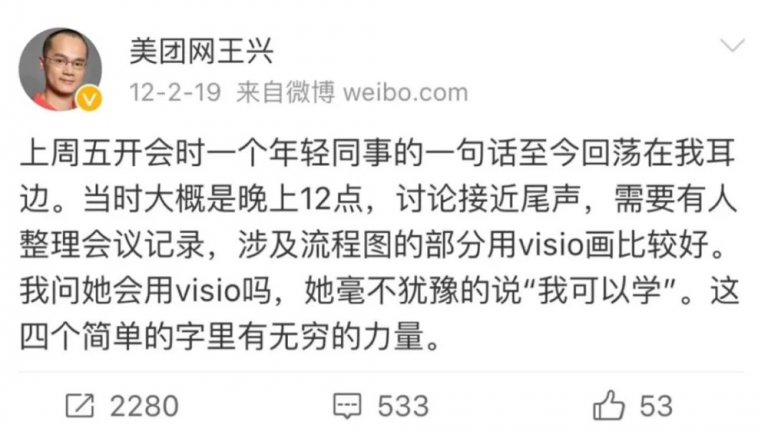 美团网王兴
12-2-19 来自微博 weibo.com
上周五开会时一个年轻同事的一句话至今回荡在我耳
边。当时大概是晚上12点，讨论接近尾声，需要有人
整理会议记录，涉及流程图的部分用visio画比较好。
我问她会用visio吗，她毫不犹豫的说“我可以学”。这
四个简单的字里有无穷的力量。
2280 533 53